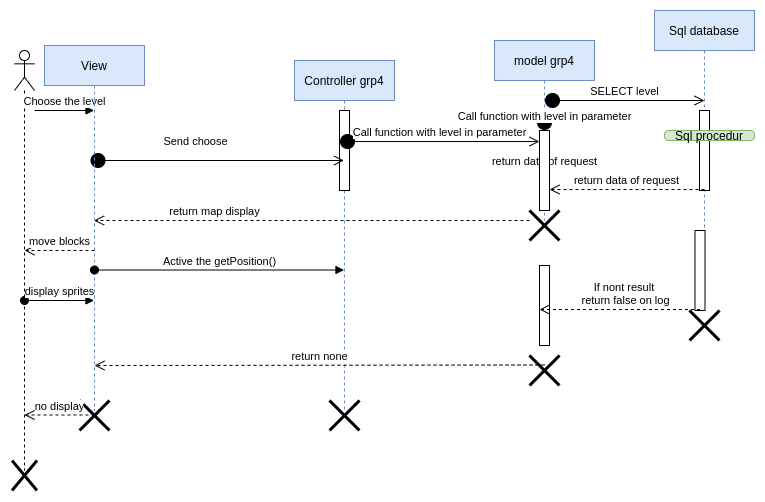 Sql database
View
model grp4
Controller grp4
SELECT level
Choose the level
Call function with level in parameter
Call function with level in parameter
Sql procedur
Send choose
return data of request
return data of request
return map display
move blocks
Active the getPosition()
display sprites
If nont result
return false on log
return none
no display